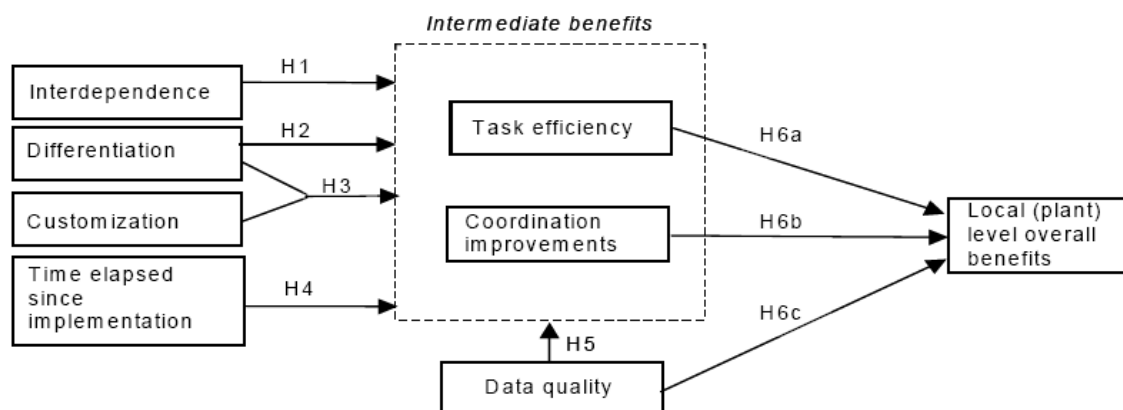 Intermediate benefits
H1
Interdependence
Task efficiency
H2
H6a
Differentiation
H3
Customization
Coordination
improvements
H6b
Local (plant)
level overall
benefits
Time elapsed
since
implementation
H4
H6c
H5
Data quality